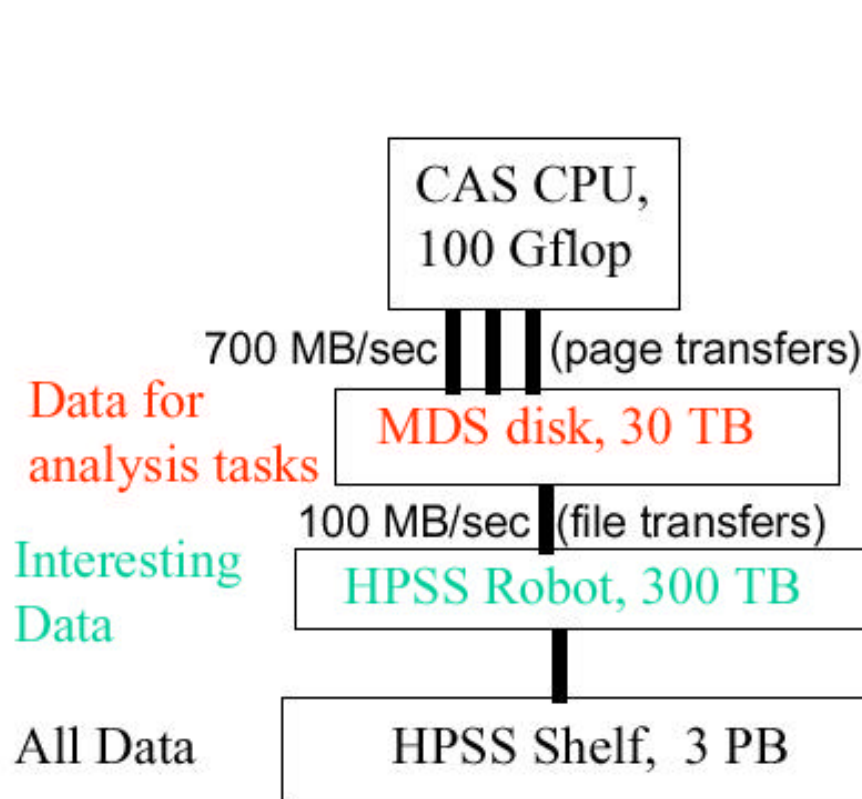 CAS CPU,
100 Gflop
700 MB/sec (page transfers)
Data for
analysis tasks
MDS disk, 30 TB
100 MB/sec (file transfers)
Interesting
Data
HPSS Robot, 300 TB
All Data
HPSS Shelf, 3 PB